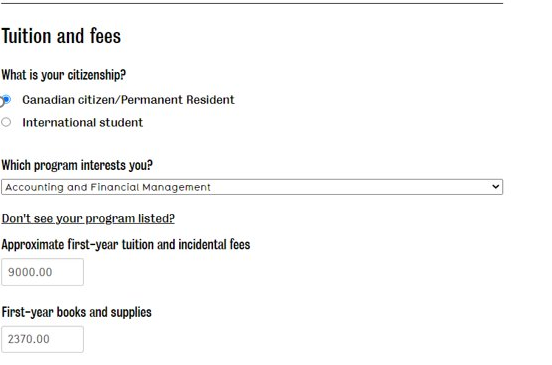 Tuition and fees
What is your citizenship?
Canadian citizen/Permanent Resident
International student
Which program interests you?
Accounting and Financial Management
Don't see your program listed?
Approximate first-year tuition and incidental fees
9000.00
First-year books and supplies
2370.00